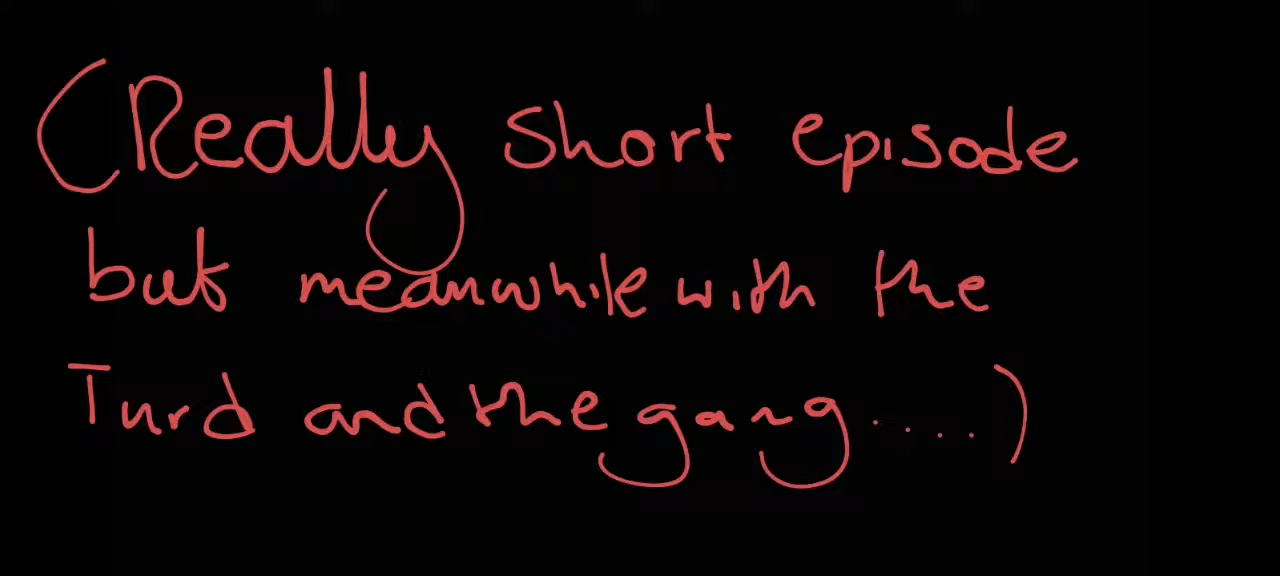 (Really short episode
but meanwhile with the
Turd and the gang.....)